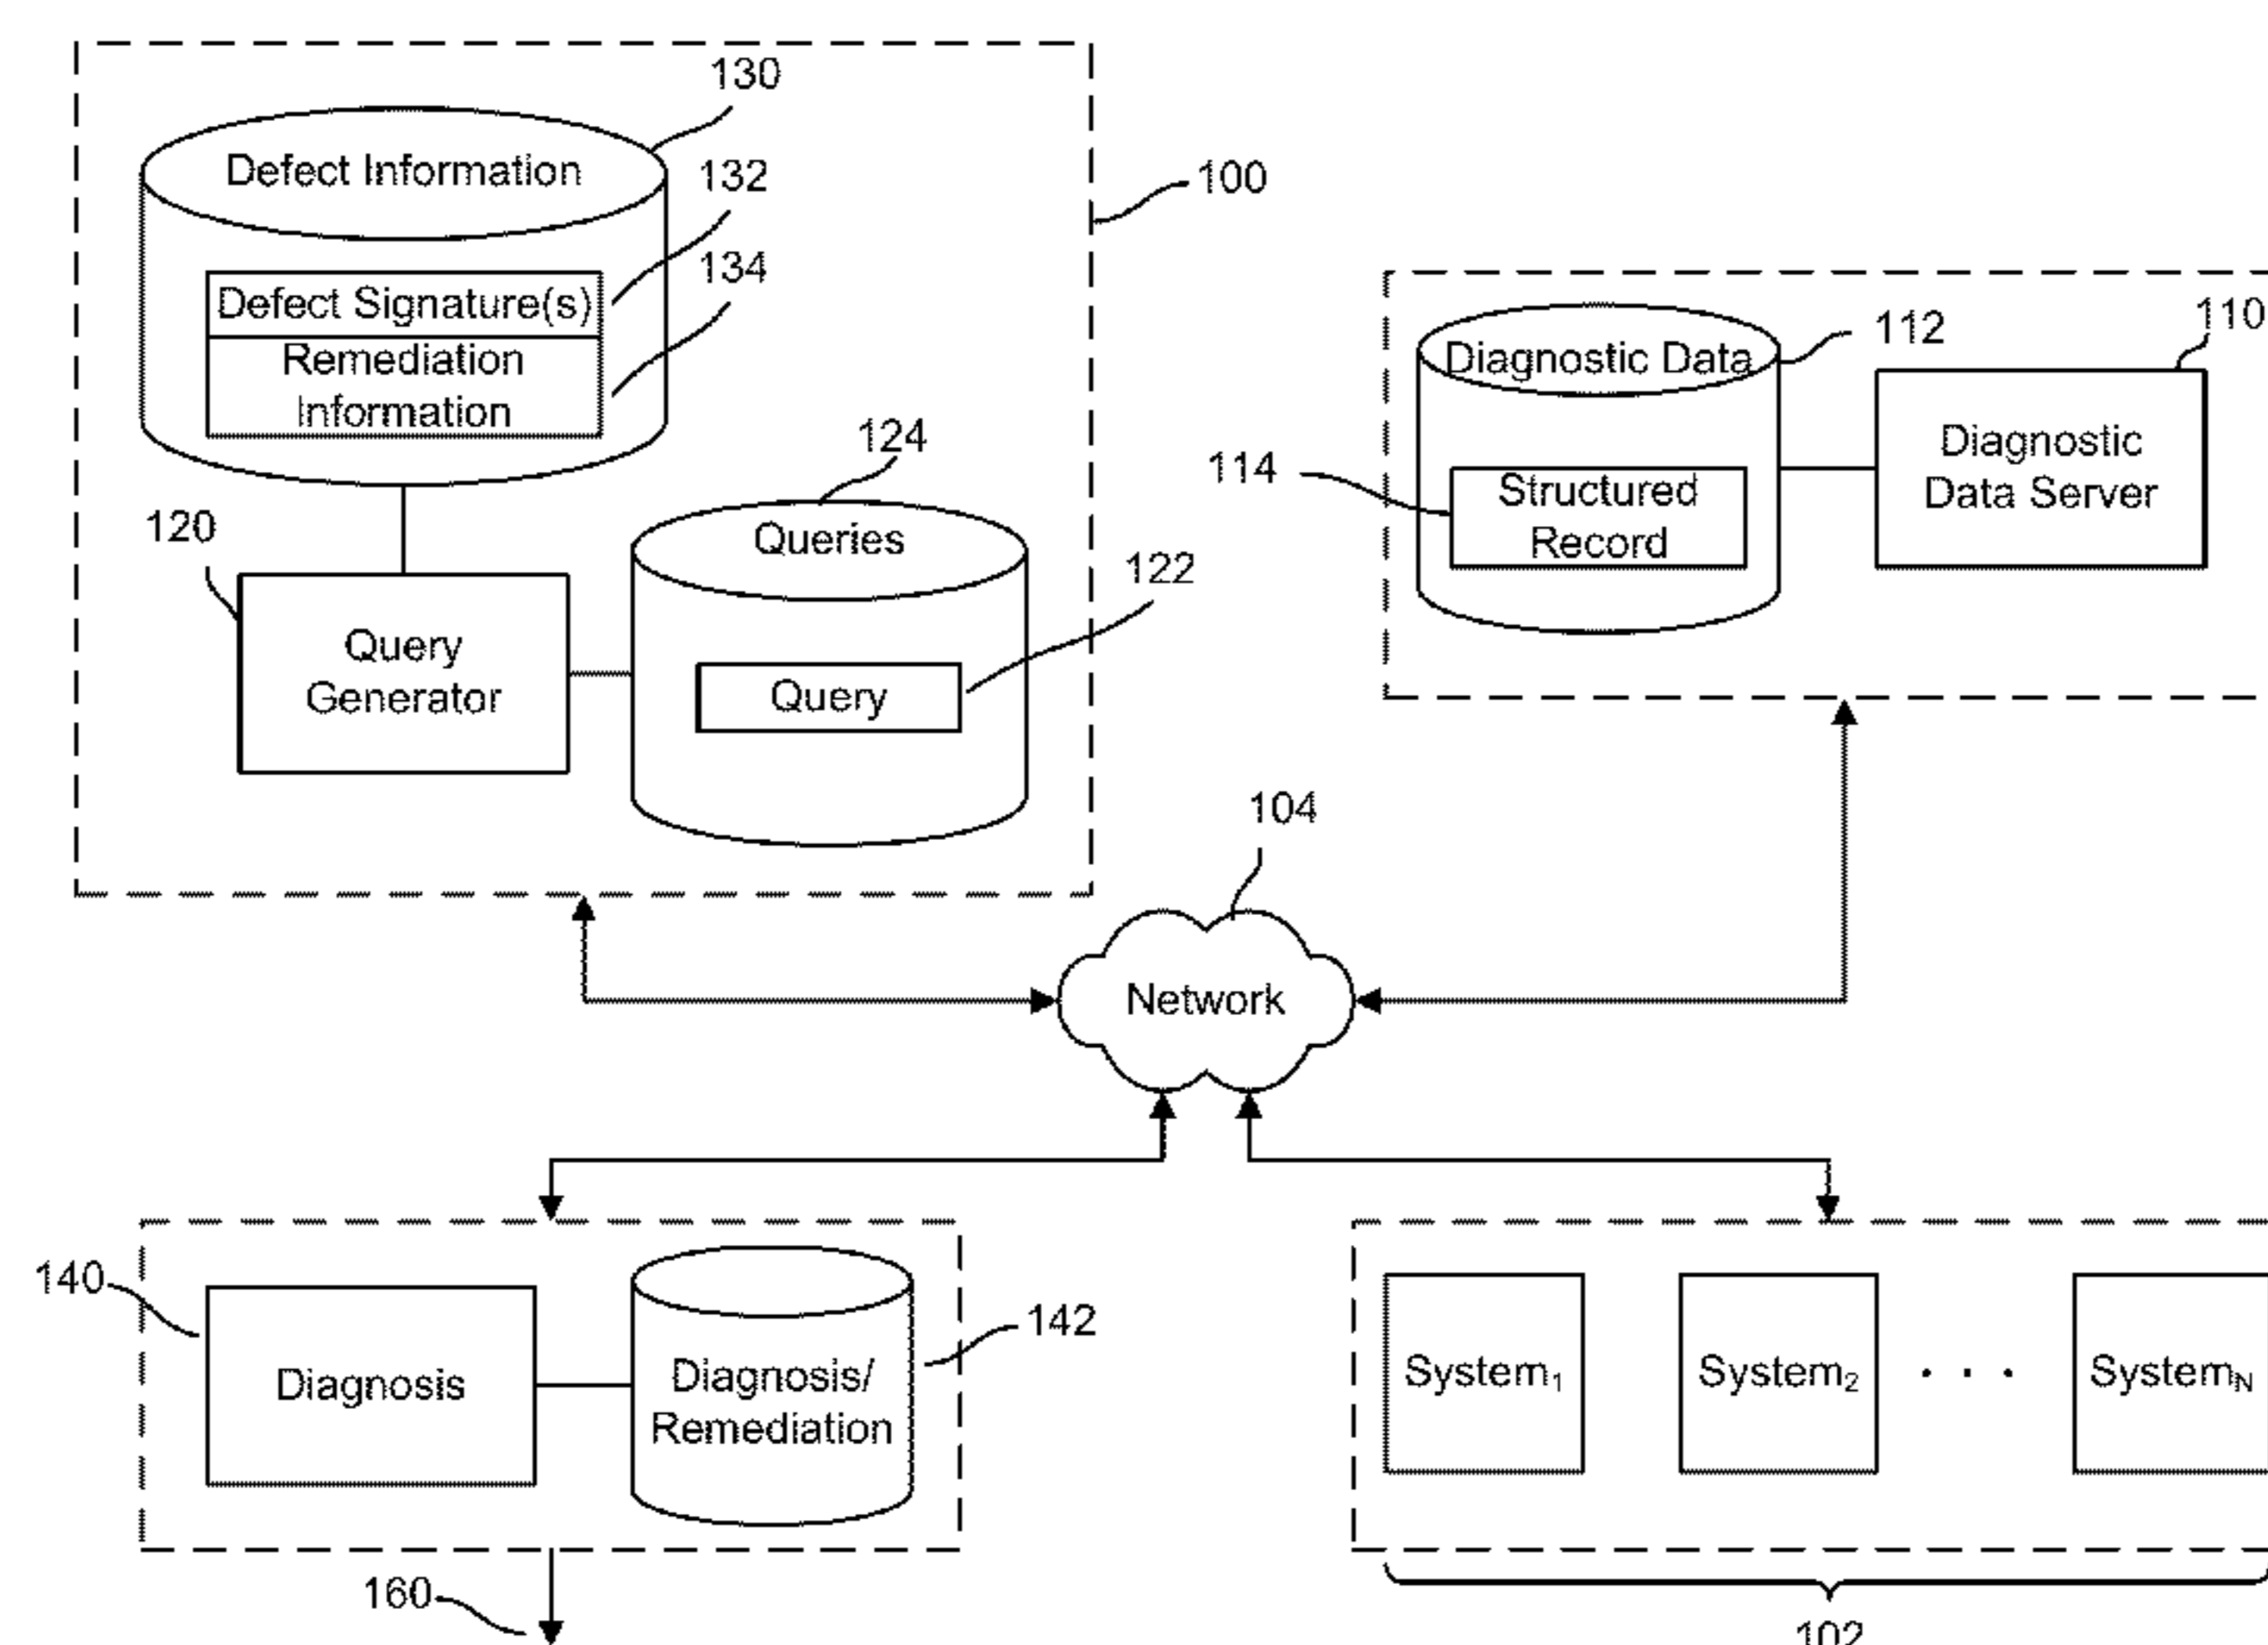 130
Defect Information
132
100
134
Defect Signature(s)
Remediation
Information
124
120
Queries
122
Query
Generator
Query
110
112
Diagnostic Data
Diagnostic
Data Server
114
Structured
Record
104
Network
140
142
Diagnosis
Diagnosis/
Remediation
160
System₁
System₂
. . .
Systemₙ
102